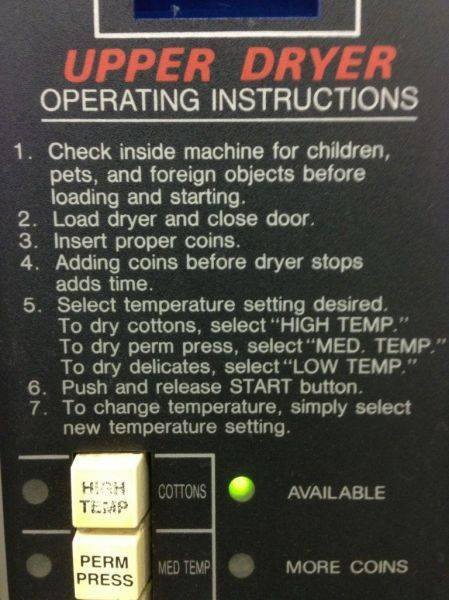 UPPER DRYER
OPERATING INSTRUCTIONS
1. Check inside machine for children,
pets, and foreign objects before
loading and starting.
2. Load dryer and close door.
3. Insert proper coins.
4. Adding coins before dryer stops
adds time.
5. Select temperature setting desired.
To dry cottons, select "HIGH TEMP."
To dry perm press, select "MED. TEMP."
To dry delicates, select "LOW TEMP."
6. Push and release START button.
7. To change temperature, simply select
new temperature setting.
HIGH
TEMP
COTTONS
AVAILABLE
PERM
PRESS
MED TEMP
MORE COINS